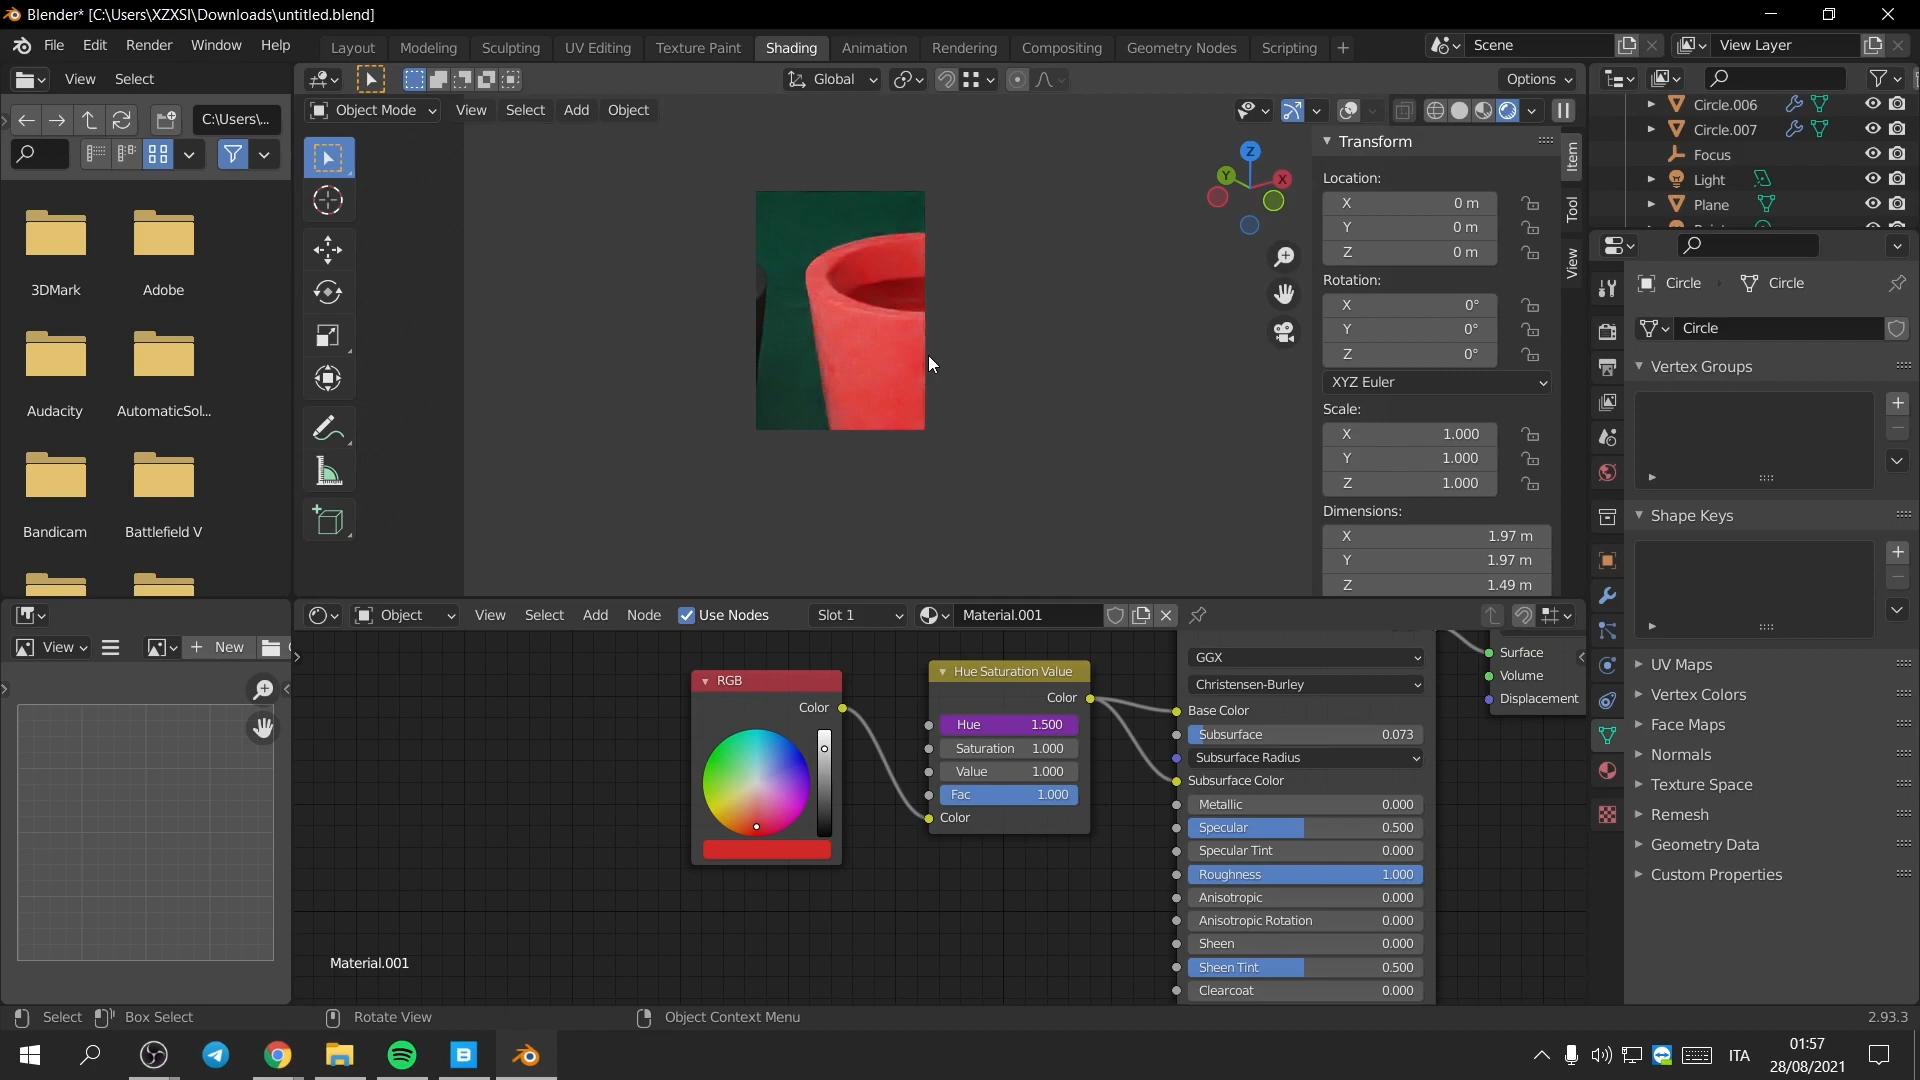 Blender* [C:\Users\XZXSI\Downloads\untitled.blend]
File Edit Render Window Help
Layout Modeling Sculpting UV Editing Texture Paint Shading Animation Rendering Compositing Geometry Nodes Scripting +
Scene
View Layer
View Select
Global
Options
C:\Users\...
Object Mode View Select Add Object
3DMark
Adobe
Audacity
AutomaticSol...
Bandicam
Battlefield V
Z
Y
X
Transform
Location:
X 0 m
Y 0 m
Z 0 m
Rotation:
X 0°
Y 0°
Z 0°
XYZ Euler
Scale:
X 1.000
Y 1.000
Z 1.000
Dimensions:
X 1.97 m
Y 1.97 m
Z 1.49 m
Item
Tool
View
Circle.006
Circle.007
Focus
Light
Plane
Circle
Circle
Circle
Vertex Groups
Shape Keys
UV Maps
Vertex Colors
Face Maps
Normals
Texture Space
Remesh
Geometry Data
Custom Properties
View
New
Object View Select Add Node Use Nodes Slot 1 Material.001
RGB
Color
Hue Saturation Value
Color
Hue 1.500
Saturation 1.000
Value 1.000
Fac 1.000
Color
GGX
Christensen-Burley
Base Color
Subsurface 0.073
Subsurface Radius
Subsurface Color
Metallic 0.000
Specular 0.500
Specular Tint 0.000
Roughness 1.000
Anisotropic 0.000
Anisotropic Rotation 0.000
Sheen 0.000
Sheen Tint 0.500
Clearcoat 0.000
Surface
Volume
Displacement
Material.001
Select Box Select Rotate View Object Context Menu 2.93.3
ITA
01:57
28/08/2021